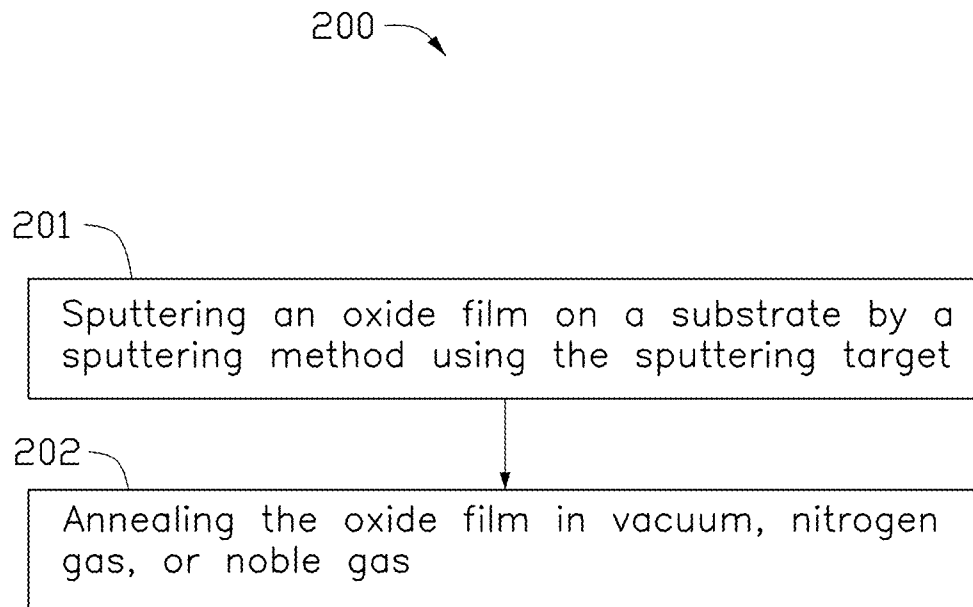 200
201
Sputtering an oxide film on a substrate by a
sputtering method using the sputtering target
202
Annealing the oxide film in vacuum, nitrogen
gas, or noble gas